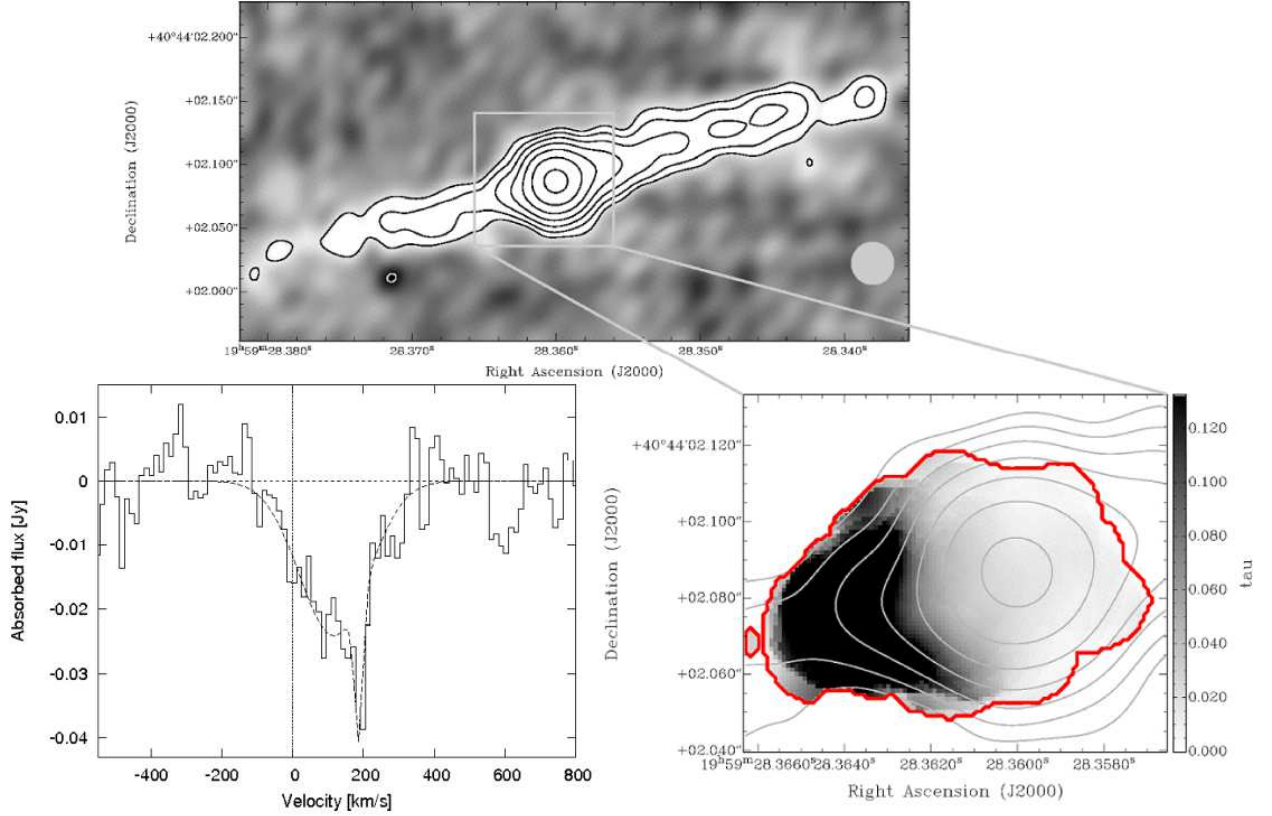 +40°44'02.200"
+02.150"
+02.100"
+02.050"
+02.000"
Declination (J2000)
19ʰ59ᵐ28.380ˢ 28.370ˢ 28.360ˢ 28.350ˢ 28.340ˢ
Right Ascension (J2000)
0.01
0
-0.01
-0.02
-0.03
-0.04
Absorbed flux [Jy]
-400 -200 0 200 400 600 800
Velocity [km/s]
+40°44'02.120"
+02.100"
+02.080"
+02.060"
+02.040"
Declination (J2000)
19ʰ59ᵐ28.3660ˢ 28.3640ˢ 28.3620ˢ 28.3600ˢ 28.3580ˢ
Right Ascension (J2000)
0.120
0.100
0.080
0.060
0.040
0.020
0.000
tau